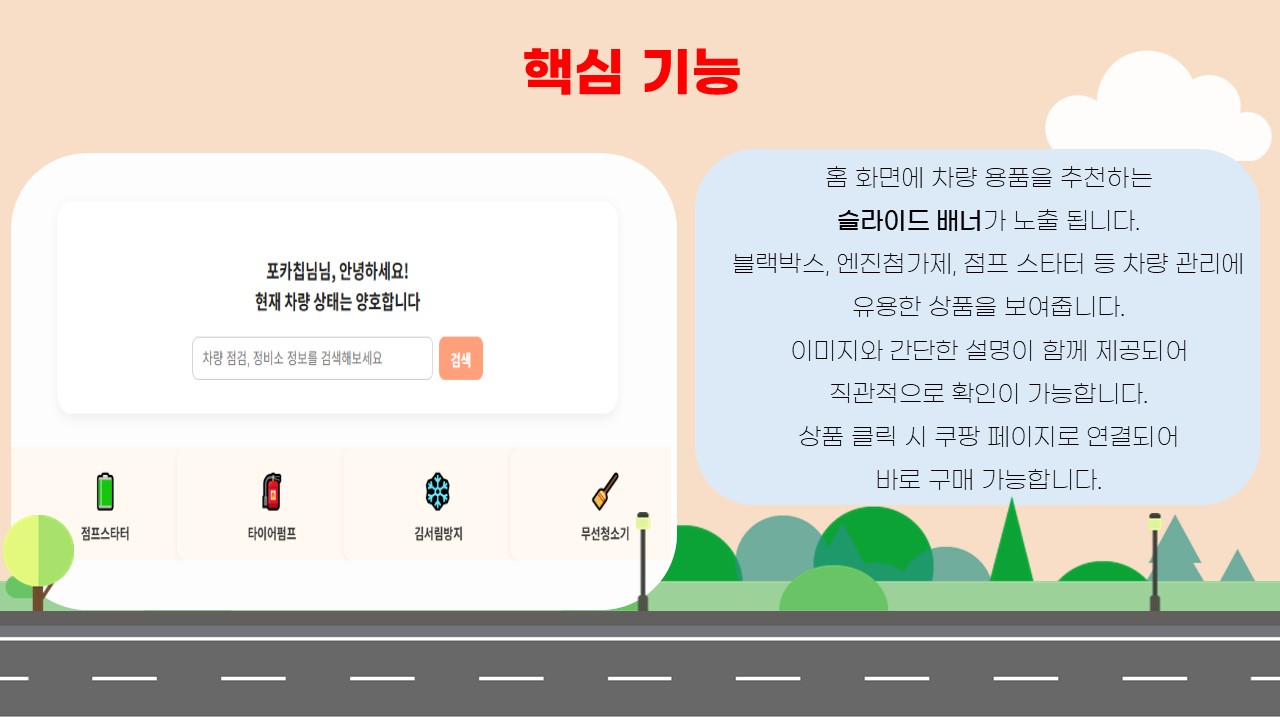 핵심 기능
포카칩님님, 안녕하세요!
현재 차량 상태는 양호합니다
차량 점검, 정비소 정보를 검색해보세요
검색
점프스타터
타이어펌프
김서림방지
무선청소기
홈 화면에 차량 용품을 추천하는
슬라이드 배너가 노출 됩니다.
블랙박스, 엔진첨가제, 점프 스타터 등 차량 관리에
유용한 상품을 보여줍니다.
이미지와 간단한 설명이 함께 제공되어
직관적으로 확인이 가능합니다.
상품 클릭 시 쿠팡 페이지로 연결되어
바로 구매 가능합니다.